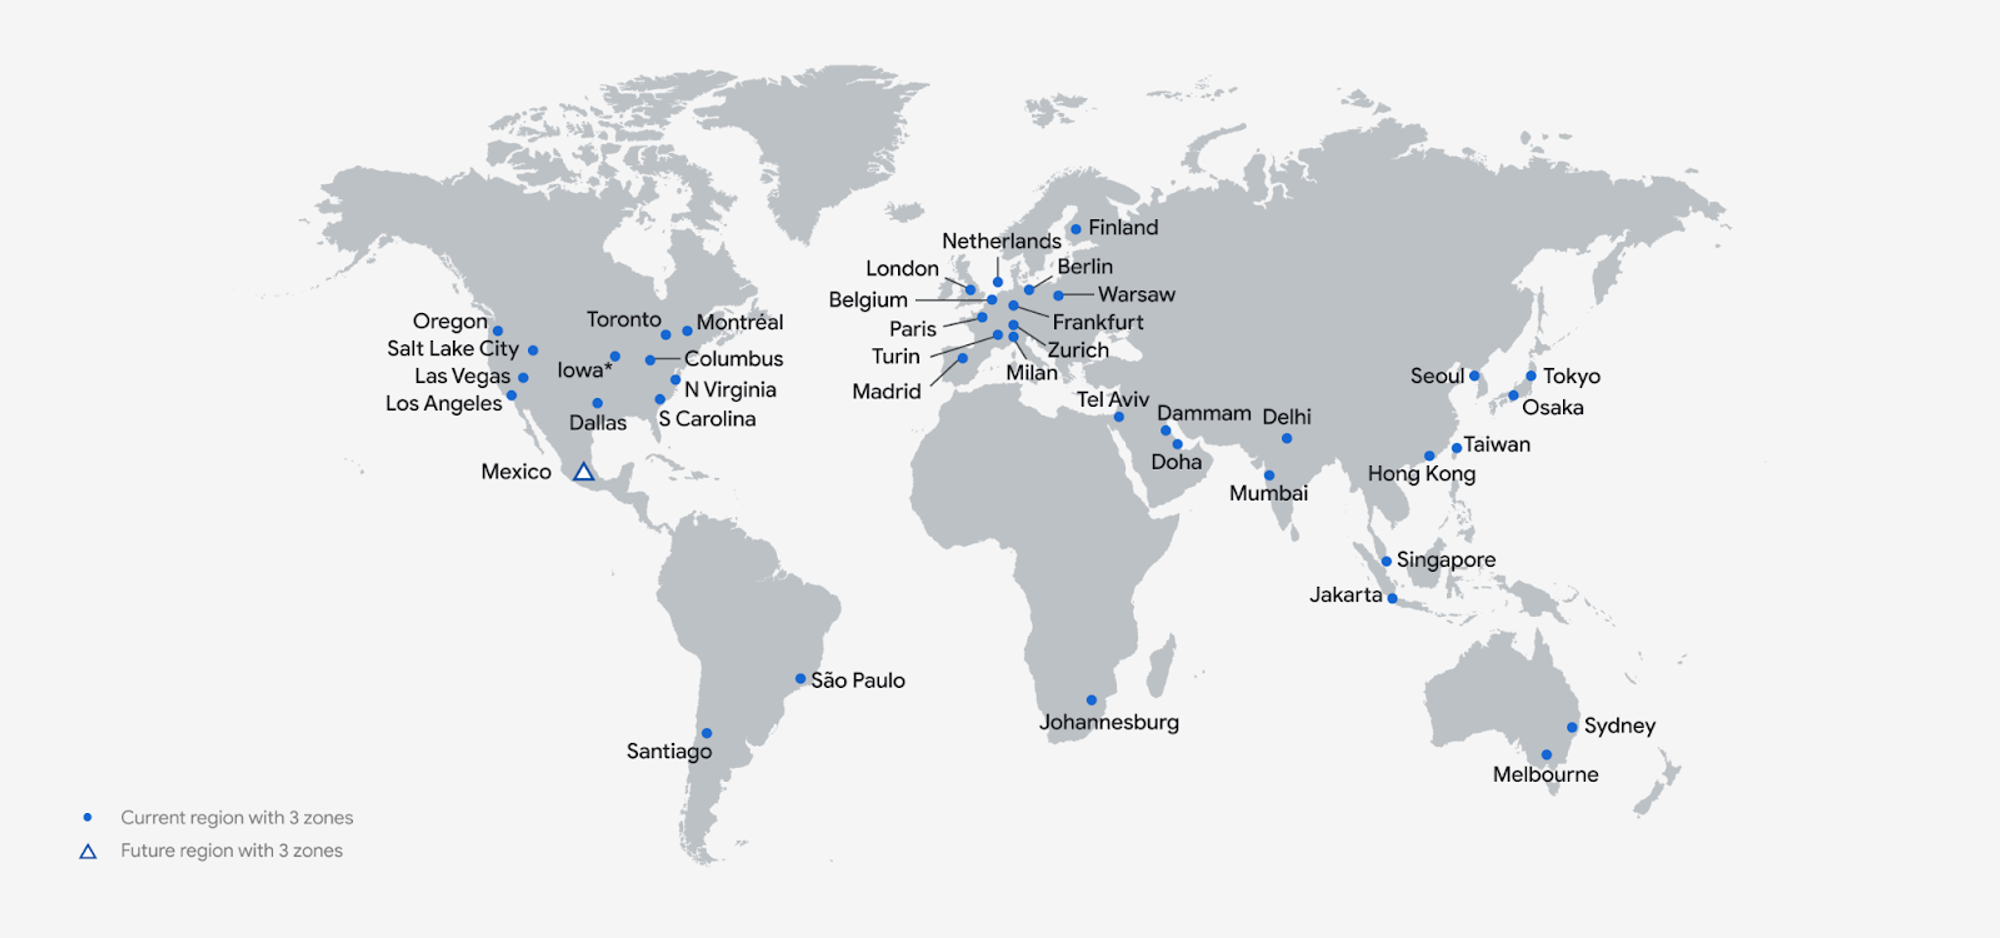 Finland
Netherlands
London
Berlin
Belgium
Warsaw
Paris
Frankfurt
Turin
Zurich
Milan
Madrid
Oregon
Toronto
Montréal
Salt Lake City
Iowa*
Columbus
Las Vegas
N Virginia
Los Angeles
Dallas
S Carolina
Mexico
Tel Aviv
Dammam
Delhi
Doha
Mumbai
Seoul
Tokyo
Osaka
Taiwan
Hong Kong
Singapore
Jakarta
São Paulo
Santiago
Johannesburg
Sydney
Melbourne
Current region with 3 zones
Future region with 3 zones